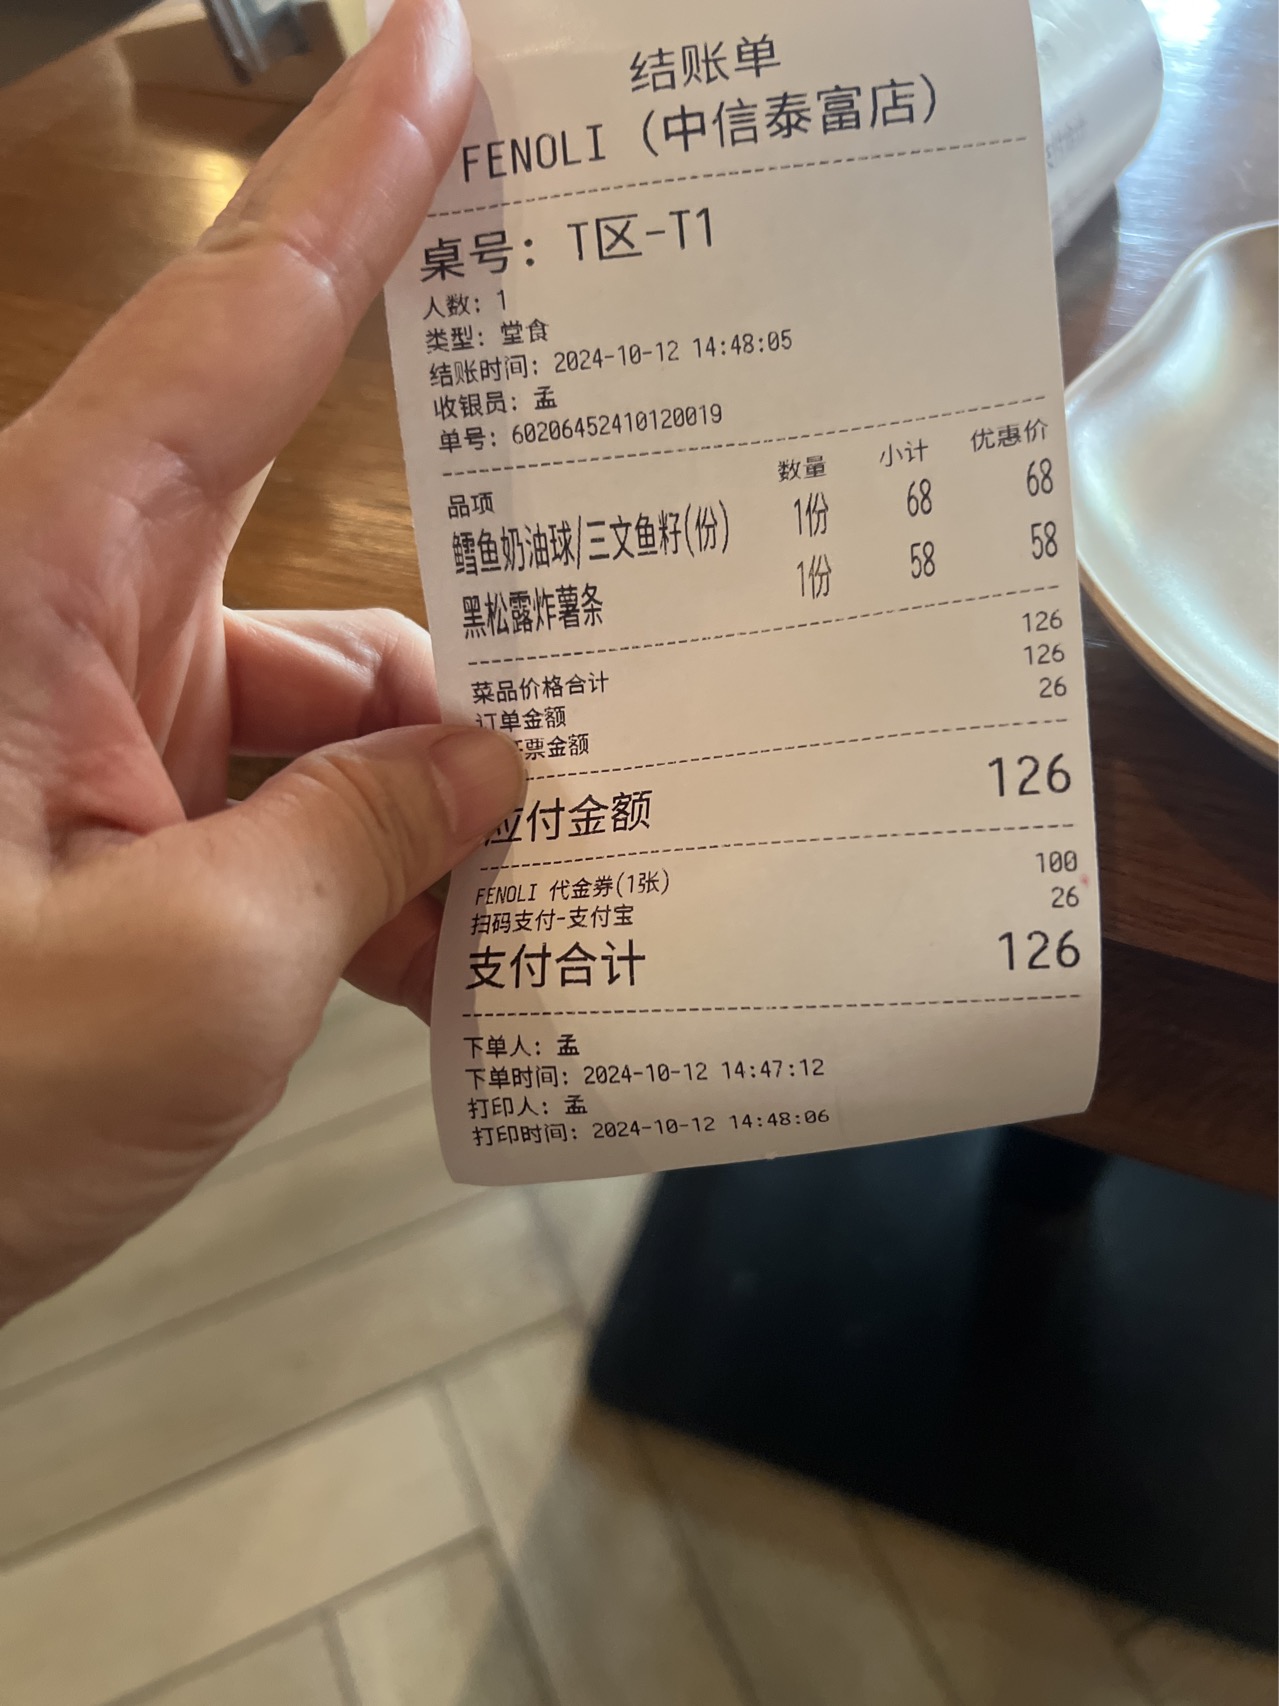 结账单
FENOLI (中信泰富店)
桌号: T区-T1
人数: 1
类型: 堂食
结账时间: 2024-10-12 14:48:05
收银员: 孟
单号: 60206452410120019
品项 数量 小计 优惠价
鳕鱼奶油球/三文鱼籽(份) 1份 68 68
黑松露炸薯条 1份 58 58
菜品价格合计 126
订单金额 126
票金额 26
应付金额 126
FENOLI 代金券(1张) 100
扫码支付-支付宝 26
支付合计 126
下单人: 孟
下单时间: 2024-10-12 14:47:12
打印人: 孟
打印时间: 2024-10-12 14:48:06